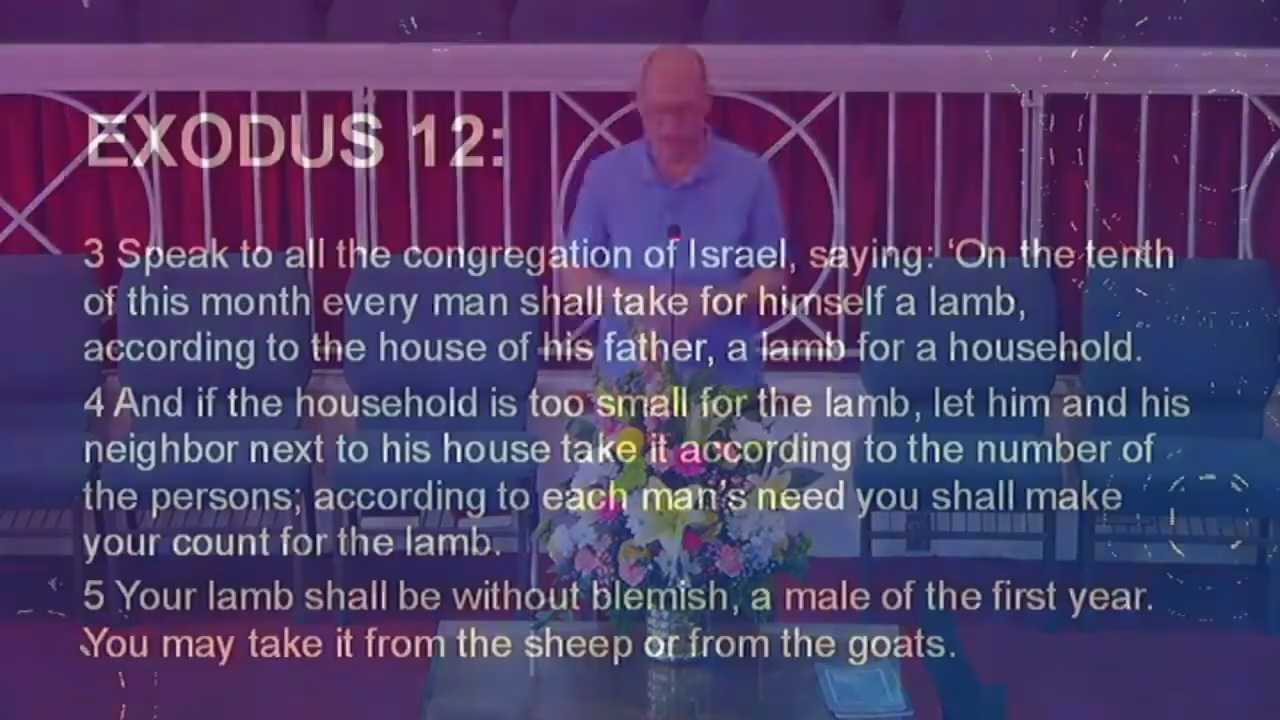 EXODUS 12:
3 Speak to all the congregation of Israel, saying: ‘On the tenth
of this month every man shall take for himself a lamb,
according to the house of his father, a lamb for a household.
4 And if the household is too small for the lamb, let him and his
neighbor next to his house take it according to the number of
the persons; according to each man’s need you shall make
your count for the lamb.
5 Your lamb shall be without blemish, a male of the first year.
You may take it from the sheep or from the goats.